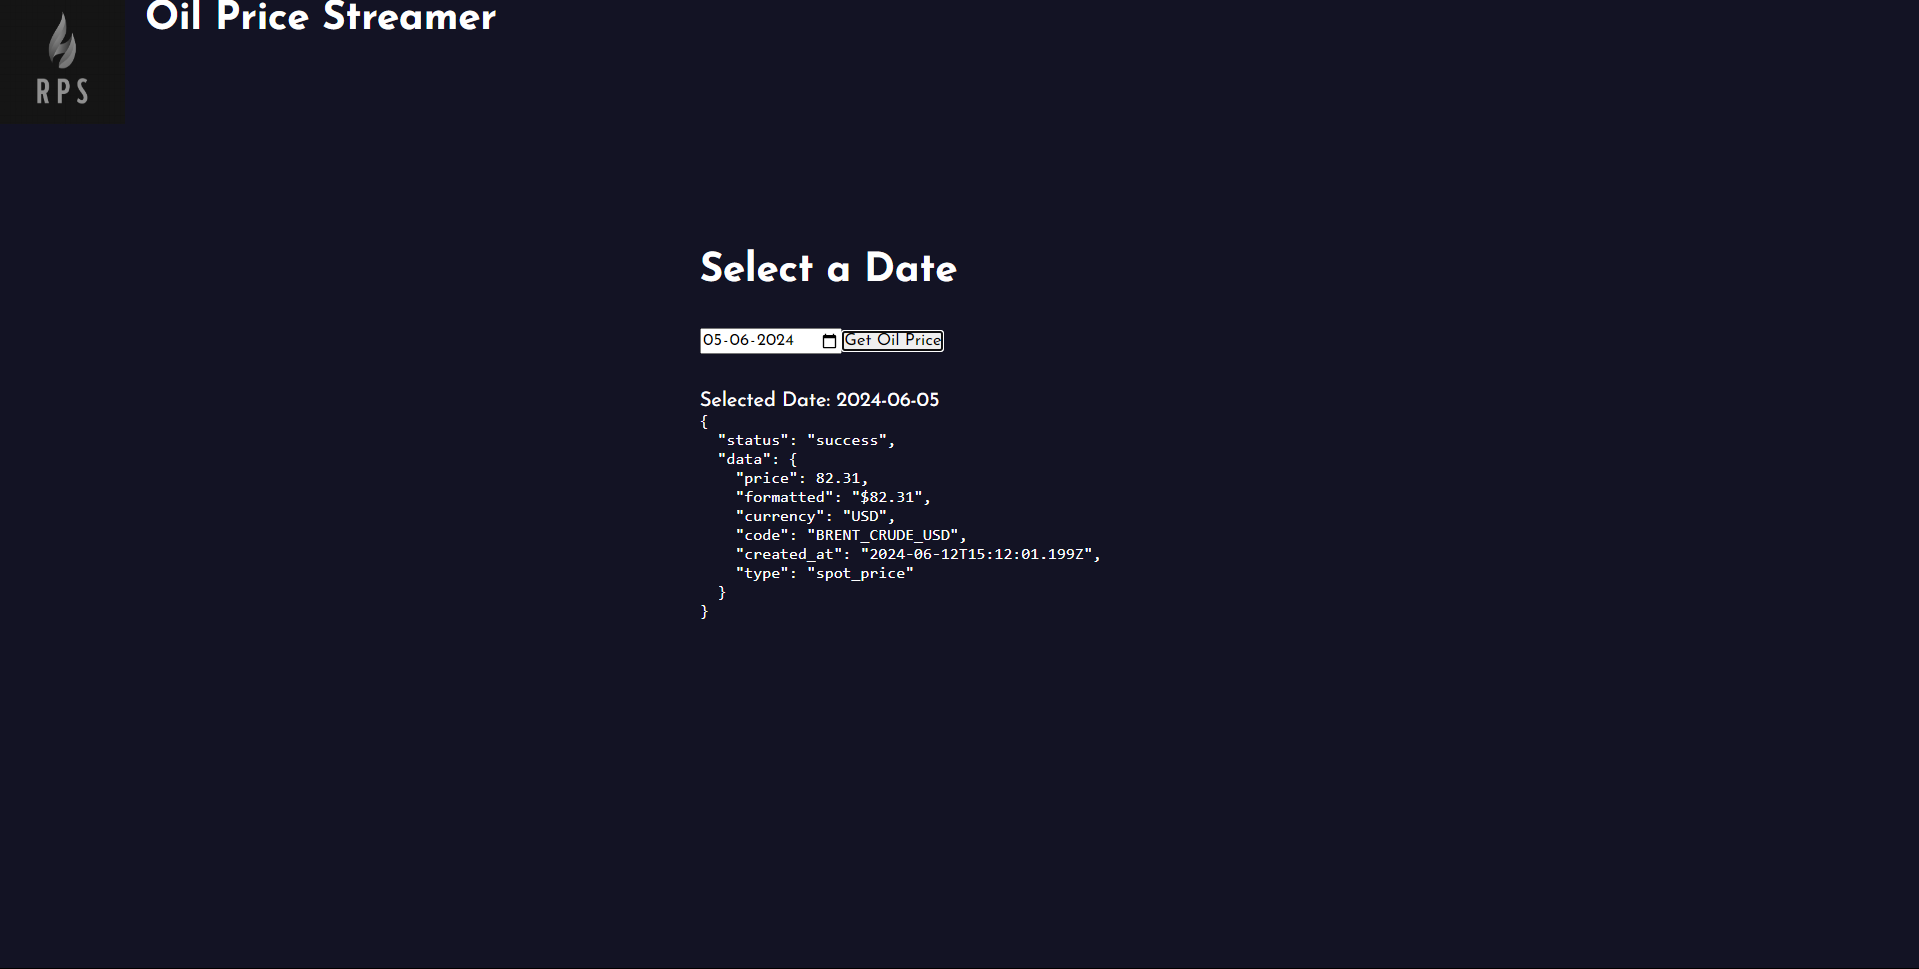 Oil Price Streamer
RPS
Select a Date
05-06-2024 Get Oil Price
Selected Date: 2024-06-05
{
  "status": "success",
  "data": {
    "price": 82.31,
    "formatted": "$82.31",
    "currency": "USD",
    "code": "BRENT_CRUDE_USD",
    "created_at": "2024-06-12T15:12:01.199Z",
    "type": "spot_price"
  }
}